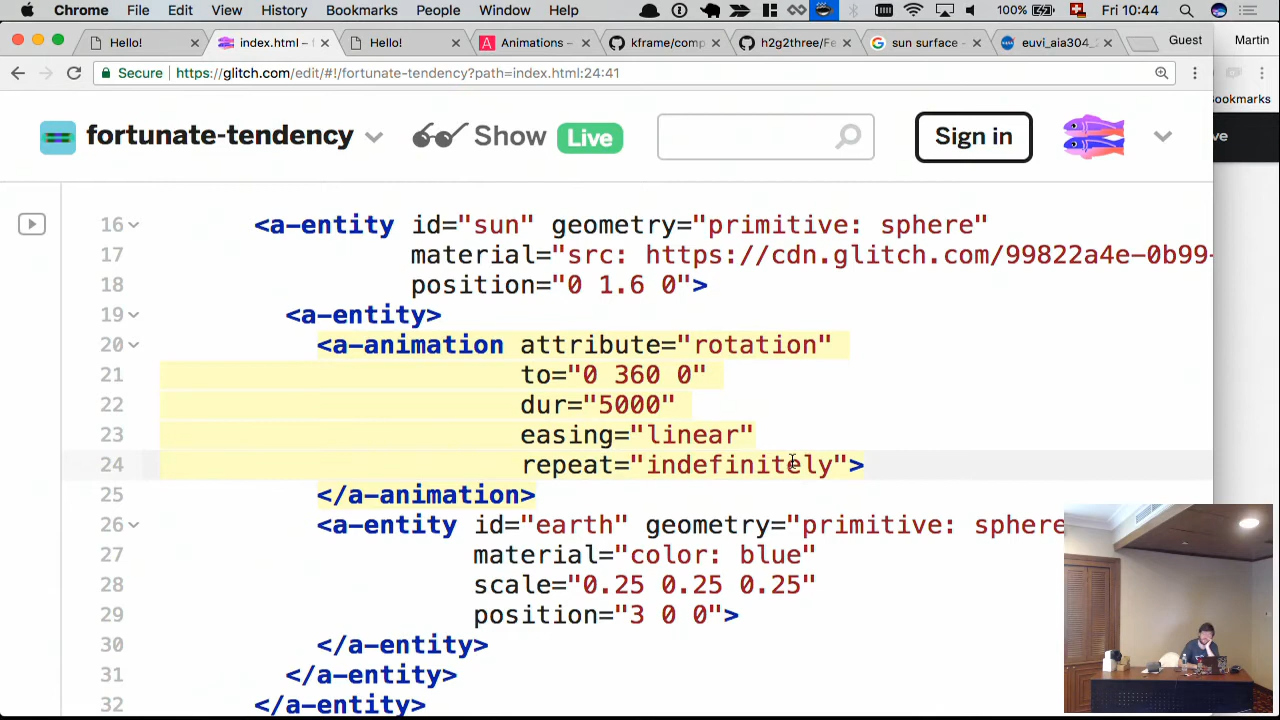 Chrome File Edit View History Bookmarks People Window Help 100% Fri 10:44
Hello! index.html – Hello! Animations – kframe/comp h2g2three/Fe sun surface – euvi_aia304_ Guest Martin
Secure https://glitch.com/edit/#!/fortunate-tendency?path=index.html:24:41
ookmarks
fortunate-tendency Show Live Sign in
ve
16 <a-entity id="sun" geometry="primitive: sphere"
17 material="src: https://cdn.glitch.com/99822a4e-0b99-
18 position="0 1.6 0">
19 <a-entity>
20 <a-animation attribute="rotation"
21 to="0 360 0"
22 dur="5000"
23 easing="linear"
24 repeat="indefinitely">
25 </a-animation>
26 <a-entity id="earth" geometry="primitive: sphere
27 material="color: blue"
28 scale="0.25 0.25 0.25"
29 position="3 0 0">
30 </a-entity>
31 </a-entity>
32 </a-entity>